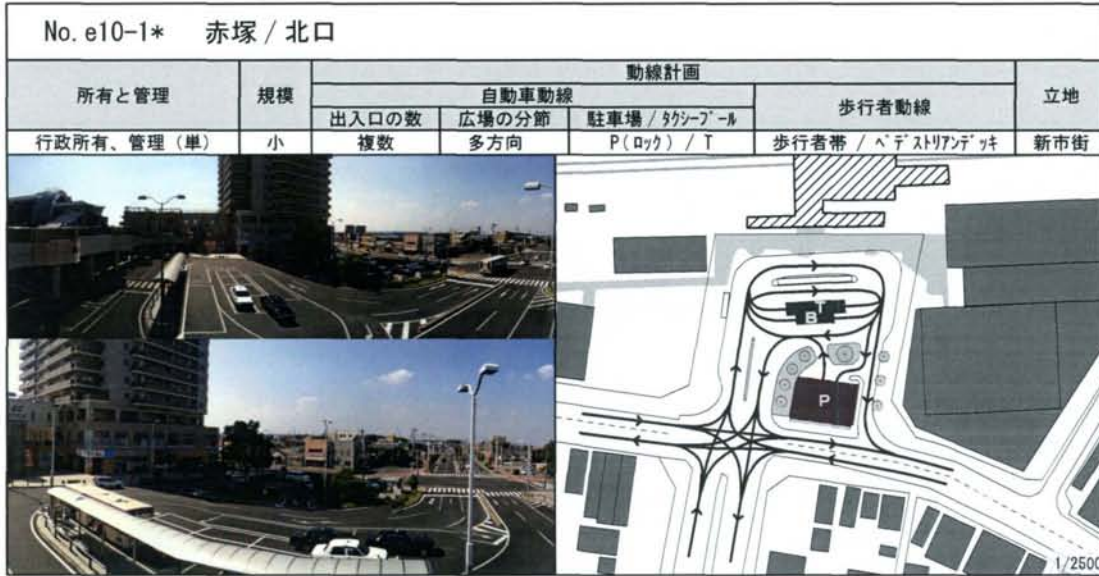 No. e10-1* 赤塚 / 北口
所有と管理 規模 動線計画 立地
自動車動線 歩行者動線
出入口の数 広場の分節 駐車場 / タクシープール
行政所有、管理（単） 小 複数 多方向 P(ロック) / T 歩行者帯 / ペデストリアンデッキ 新市街
T
B
P
1/2500